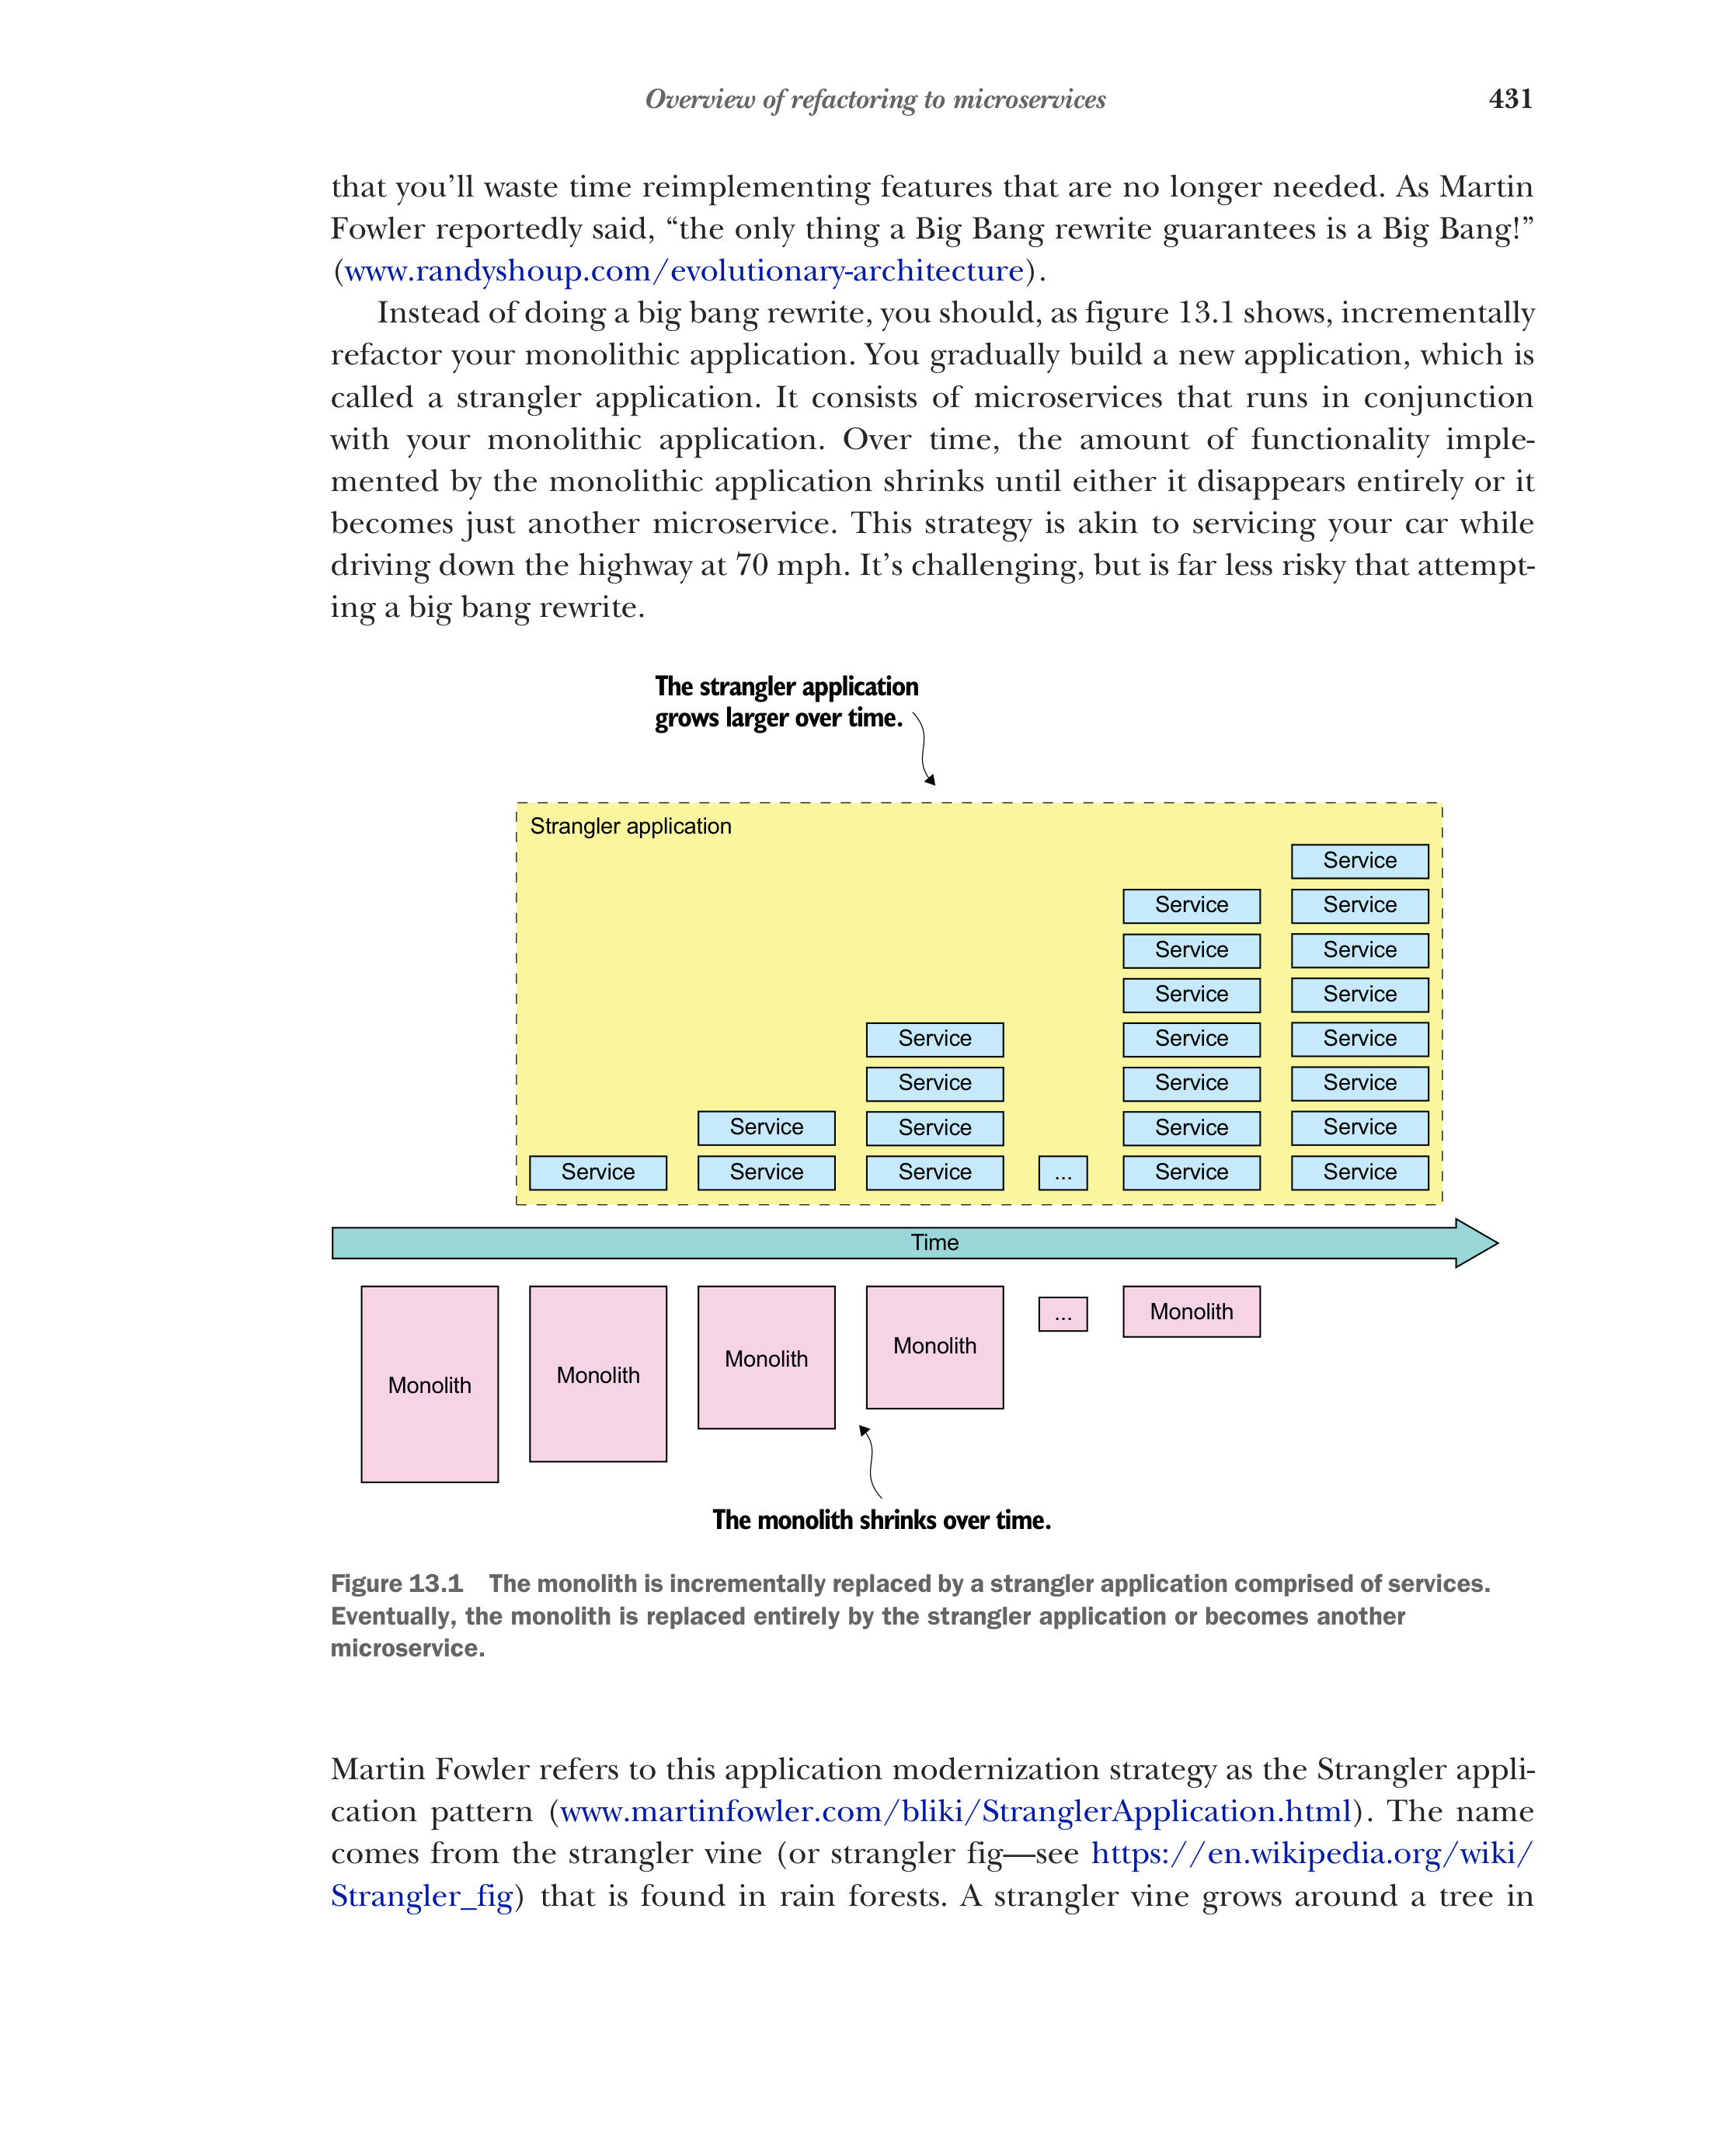 Overview of refactoring to microservices 431
that you’ll waste time reimplementing features that are no longer needed. As Martin
Fowler reportedly said, “the only thing a Big Bang rewrite guarantees is a Big Bang!”
(www.randyshoup.com/evolutionary-architecture).
Instead of doing a big bang rewrite, you should, as figure 13.1 shows, incrementally
refactor your monolithic application. You gradually build a new application, which is
called a strangler application. It consists of microservices that runs in conjunction
with your monolithic application. Over time, the amount of functionality imple-
mented by the monolithic application shrinks until either it disappears entirely or it
becomes just another microservice. This strategy is akin to servicing your car while
driving down the highway at 70 mph. It’s challenging, but is far less risky that attempt-
ing a big bang rewrite.
The strangler application
grows larger over time.
Strangler application
Service
Service Service
Service Service
Service Service
Service Service Service
Service Service Service
Service Service Service Service
Service Service Service ... Service Service
Time
Monolith Monolith Monolith Monolith ... Monolith
The monolith shrinks over time.
Figure 13.1 The monolith is incrementally replaced by a strangler application comprised of services.
Eventually, the monolith is replaced entirely by the strangler application or becomes another
microservice.
Martin Fowler refers to this application modernization strategy as the Strangler appli-
cation pattern (www.martinfowler.com/bliki/StranglerApplication.html). The name
comes from the strangler vine (or strangler fig—see https://en.wikipedia.org/wiki/
Strangler_fig) that is found in rain forests. A strangler vine grows around a tree in